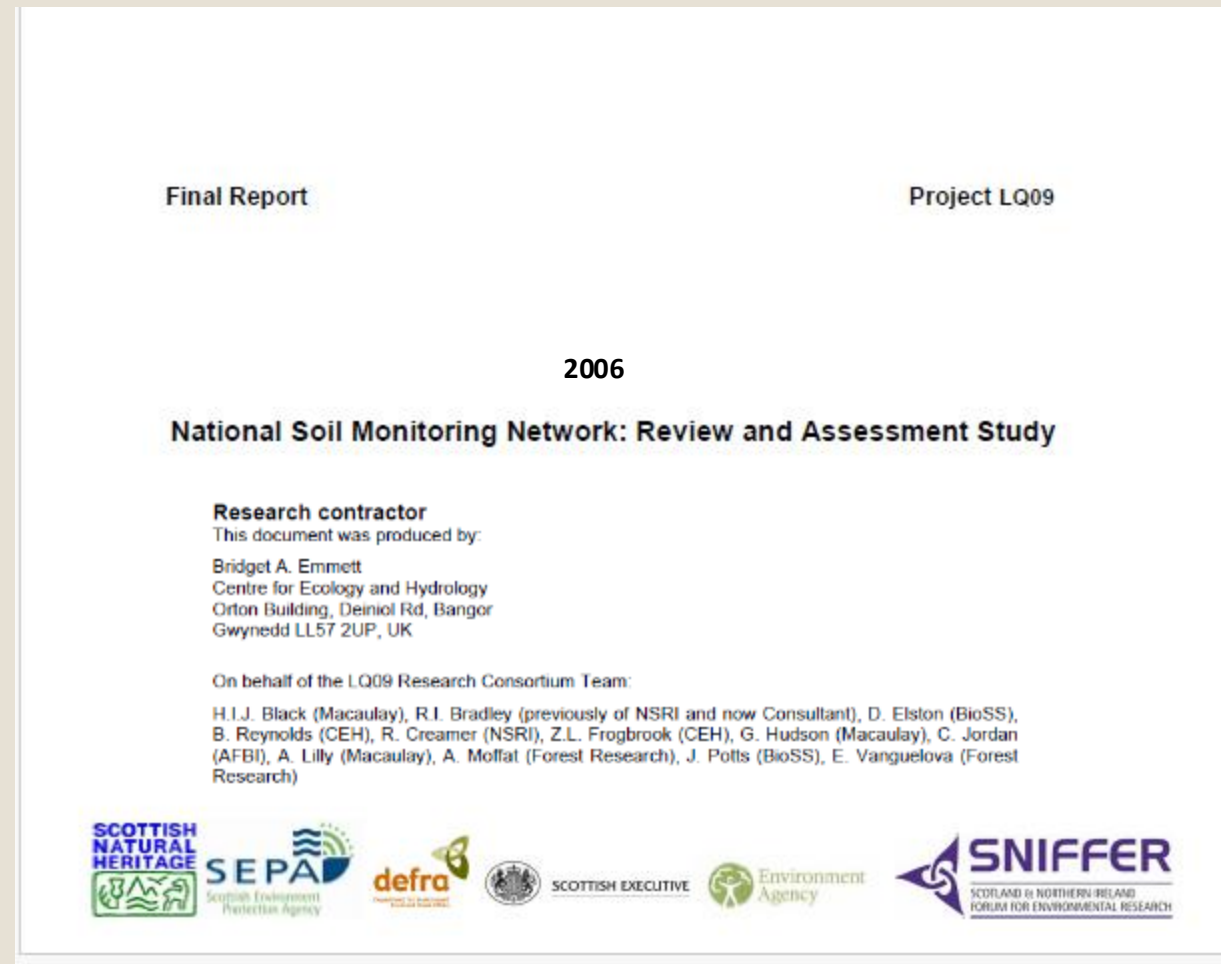 Final Report
Project LQ09
2006
National Soil Monitoring Network: Review and Assessment Study
Research contractor
This document was produced by:
Bridget A. Emmett
Centre for Ecology and Hydrology
Orton Building, Deiniol Rd, Bangor
Gwynedd LL57 2UP, UK
On behalf of the LQ09 Research Consortium Team:
H.I.J. Black (Macaulay), R.I. Bradley (previously of NSRI and now Consultant), D. Elston (BioSS),
B. Reynolds (CEH), R. Creamer (NSRI), Z.L. Frogbrook (CEH), G. Hudson (Macaulay), C. Jordan
(AFBI), A. Lilly (Macaulay), A. Moffat (Forest Research), J. Potts (BioSS), E. Vanguelova (Forest
Research)
SCOTTISH
NATURAL
HERITAGE
SEPA
Scottish Environment
Protection Agency
defra
SCOTTISH EXECUTIVE
Environment
Agency
SNIFFER
SCOTLAND & NORTHERN IRELAND
FORUM FOR ENVIRONMENTAL RESEARCH